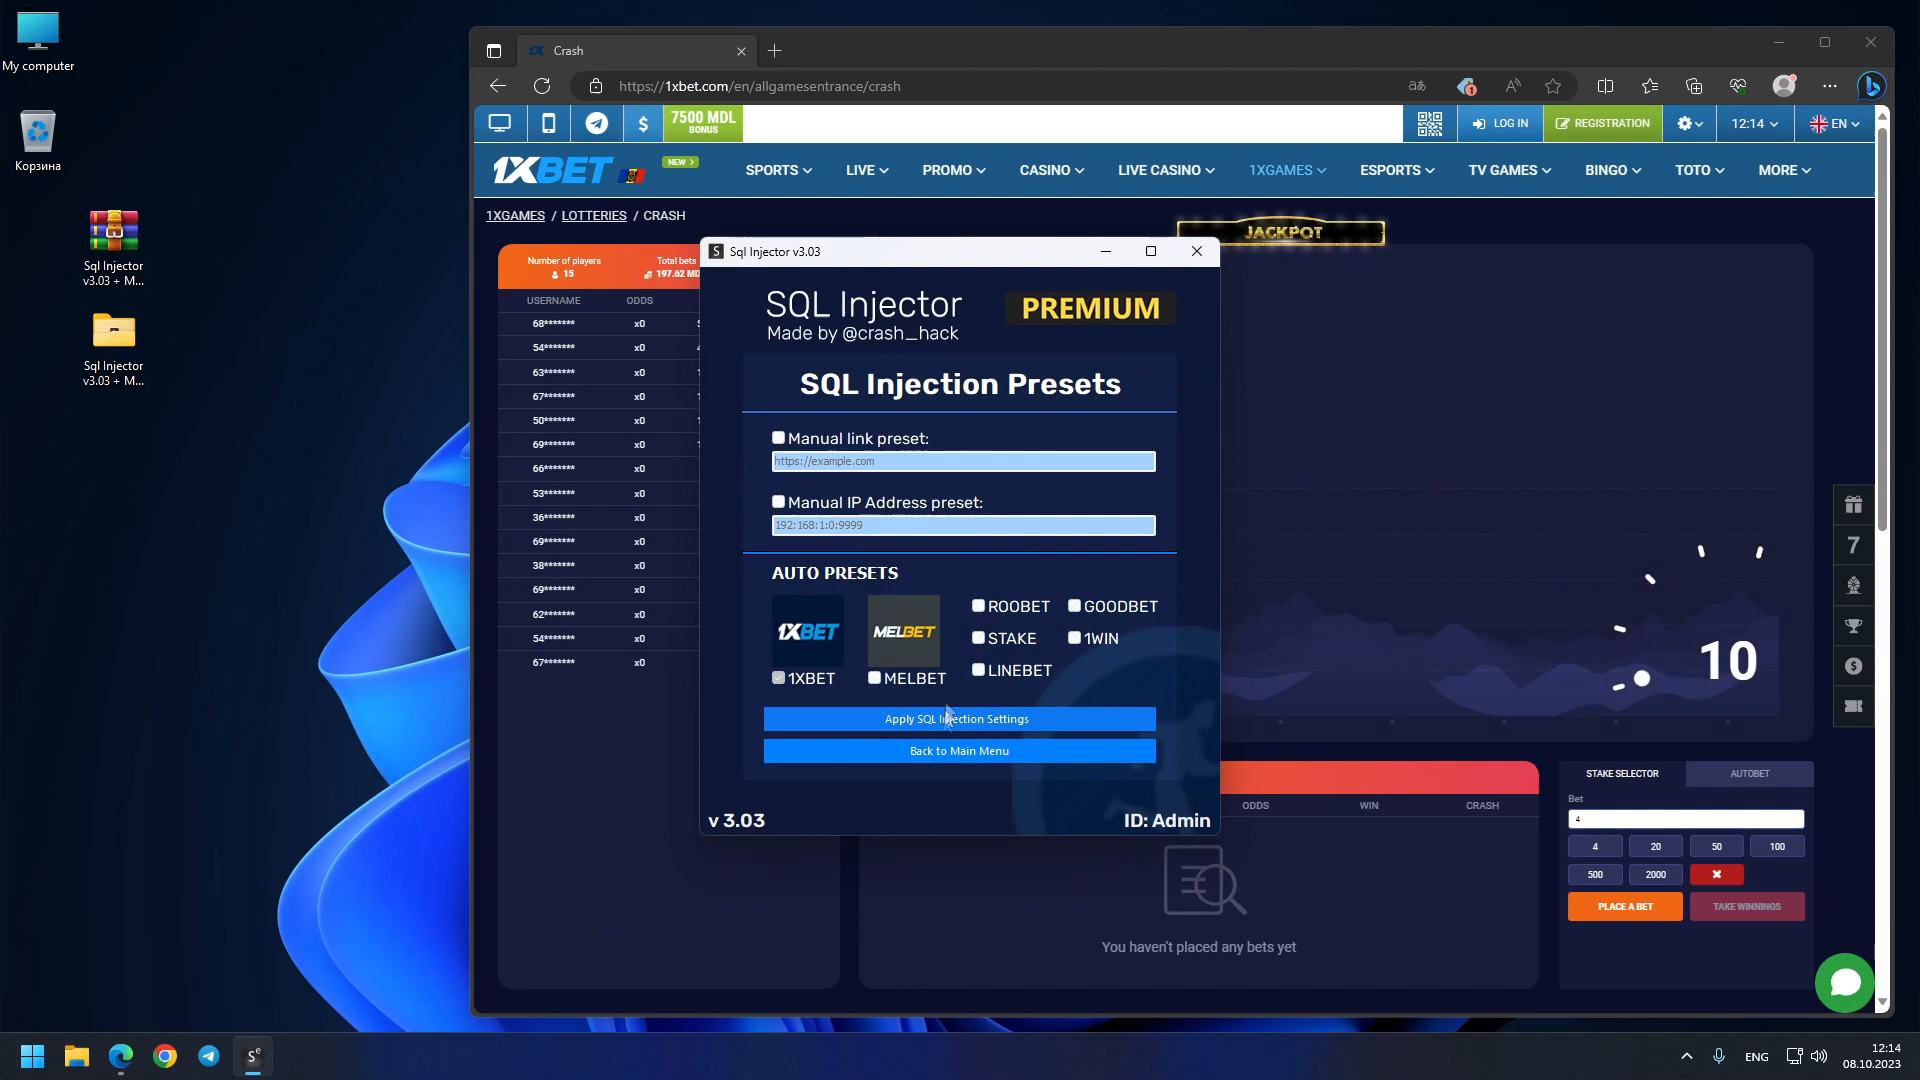 My computer
Корзина
Sql Injector
v3.03 + M...
Sql Injector
v3.03 + M...
1X Crash
https://1xbet.com/en/allgamesentrance/crash
7500 MDL
BONUS
LOG IN
REGISTRATION
12:14
EN
1XBET
NEW >
SPORTS
LIVE
PROMO
CASINO
LIVE CASINO
1XGAMES
ESPORTS
TV GAMES
BINGO
TOTO
MORE
1XGAMES / LOTTERIES / CRASH
JACKPOT
Number of players
15
Total bets
197.62 MD
USERNAME ODDS
68******* x0
54******* x0
63******* x0
67******* x0
50******* x0
69******* x0
66******* x0
53******* x0
36******* x0
69******* x0
38******* x0
69******* x0
62******* x0
54******* x0
67******* x0
Sql Injector v3.03
SQL Injector
PREMIUM
Made by @crash_hack
SQL Injection Presets
Manual link preset:
https://example.com
Manual IP Address preset:
192:168:1:0:9999
AUTO PRESETS
1XBET
MELBET
1XBET
MELBET
ROOBET
GOODBET
STAKE
1WIN
LINEBET
Apply SQL Injection Settings
Back to Main Menu
v 3.03
ID: Admin
10
7
ODDS WIN CRASH
You haven't placed any bets yet
STAKE SELECTOR
AUTOBET
Bet
4
4 20 50 100
500 2000
PLACE A BET
TAKE WINNINGS
ENG
12:14
08.10.2023